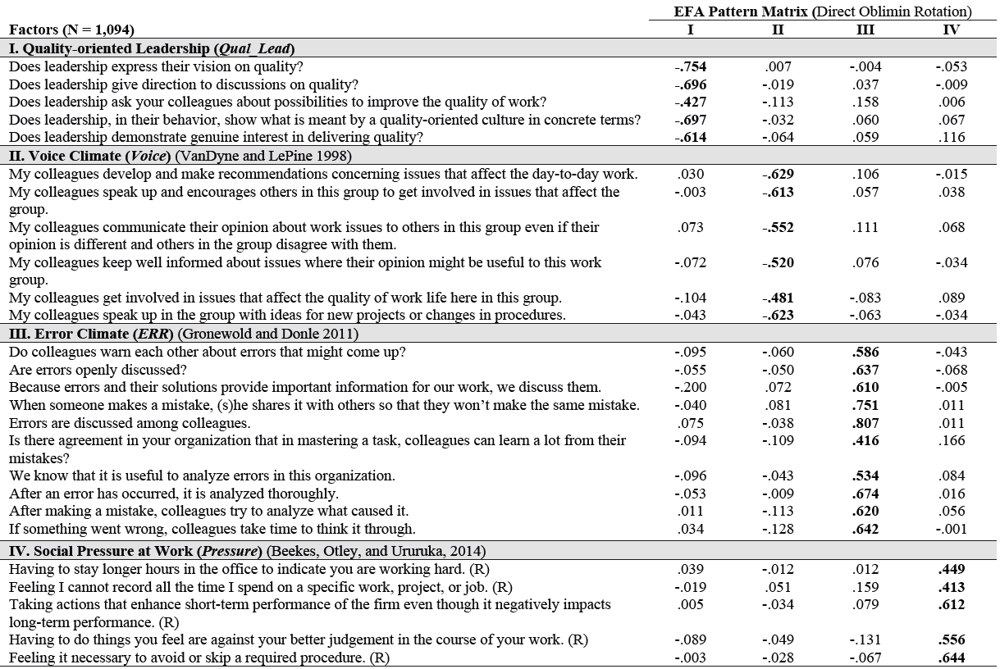 EFA Pattern Matrix (Direct Oblimin Rotation)
Factors (N = 1,094) I II III IV
I. Quality-oriented Leadership (Qual_Lead)
Does leadership express their vision on quality? -.754 .007 -.004 -.053
Does leadership give direction to discussions on quality? -.696 -.019 .037 -.009
Does leadership ask your colleagues about possibilities to improve the quality of work? -.427 -.113 .158 .006
Does leadership, in their behavior, show what is meant by a quality-oriented culture in concrete terms? -.697 -.032 .060 .067
Does leadership demonstrate genuine interest in delivering quality? -.614 -.064 .059 .116
II. Voice Climate (Voice) (VanDyne and LePine 1998)
My colleagues develop and make recommendations concerning issues that affect the day-to-day work. .030 -.629 .106 -.015
My colleagues speak up and encourages others in this group to get involved in issues that affect the -.003 -.613 .057 .038
group.
My colleagues communicate their opinion about work issues to others in this group even if their .073 -.552 .111 .068
opinion is different and others in the group disagree with them.
My colleagues keep well informed about issues where their opinion might be useful to this work -.072 -.520 .076 -.034
group.
My colleagues get involved in issues that affect the quality of work life here in this group. -.104 -.481 -.083 .089
My colleagues speak up in the group with ideas for new projects or changes in procedures. -.043 -.623 -.063 -.034
III. Error Climate (ERR) (Gronewold and Donle 2011)
Do colleagues warn each other about errors that might come up? -.095 -.060 .586 -.043
Are errors openly discussed? -.055 -.050 .637 -.068
Because errors and their solutions provide important information for our work, we discuss them. -.200 .072 .610 -.005
When someone makes a mistake, (s)he shares it with others so that they won't make the same mistake. -.040 .081 .751 .011
Errors are discussed among colleagues. .075 -.038 .807 .011
Is there agreement in your organization that in mastering a task, colleagues can learn a lot from their -.094 -.109 .416 .166
mistakes?
We know that it is useful to analyze errors in this organization. -.096 -.043 .534 .084
After an error has occurred, it is analyzed thoroughly. -.053 -.009 .674 .016
After making a mistake, colleagues try to analyze what caused it. .011 -.113 .620 .056
If something went wrong, colleagues take time to think it through. .034 -.128 .642 -.001
IV. Social Pressure at Work (Pressure) (Beekes, Otley, and Ururuka, 2014)
Having to stay longer hours in the office to indicate you are working hard. (R) .039 -.012 .012 .449
Feeling I cannot record all the time I spend on a specific work, project, or job. (R) -.019 .051 .159 .413
Taking actions that enhance short-term performance of the firm even though it negatively impacts .005 -.034 .079 .612
long-term performance. (R)
Having to do things you feel are against your better judgement in the course of your work. (R) -.089 -.049 -.131 .556
Feeling it necessary to avoid or skip a required procedure. (R) -.003 -.028 -.067 .644